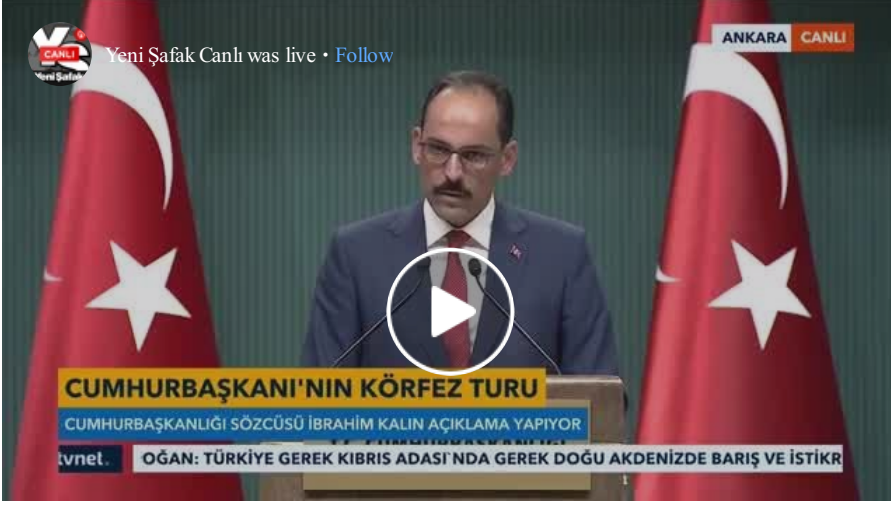 ANKARA CANLI
CANLI
Yeni Şafak
Yeni Şafak Canlı was live · Follow
CUMHURBAŞKANI'NIN KÖRFEZ TURU
CUMHURBAŞKANLIĞI SÖZCÜSÜ İBRAHİM KALIN AÇIKLAMA YAPIYOR
tvnet.
OĞAN: TÜRKİYE GEREK KIBRIS ADASI'NDA GEREK DOĞU AKDENİZDE BARIŞ VE İSTİKR